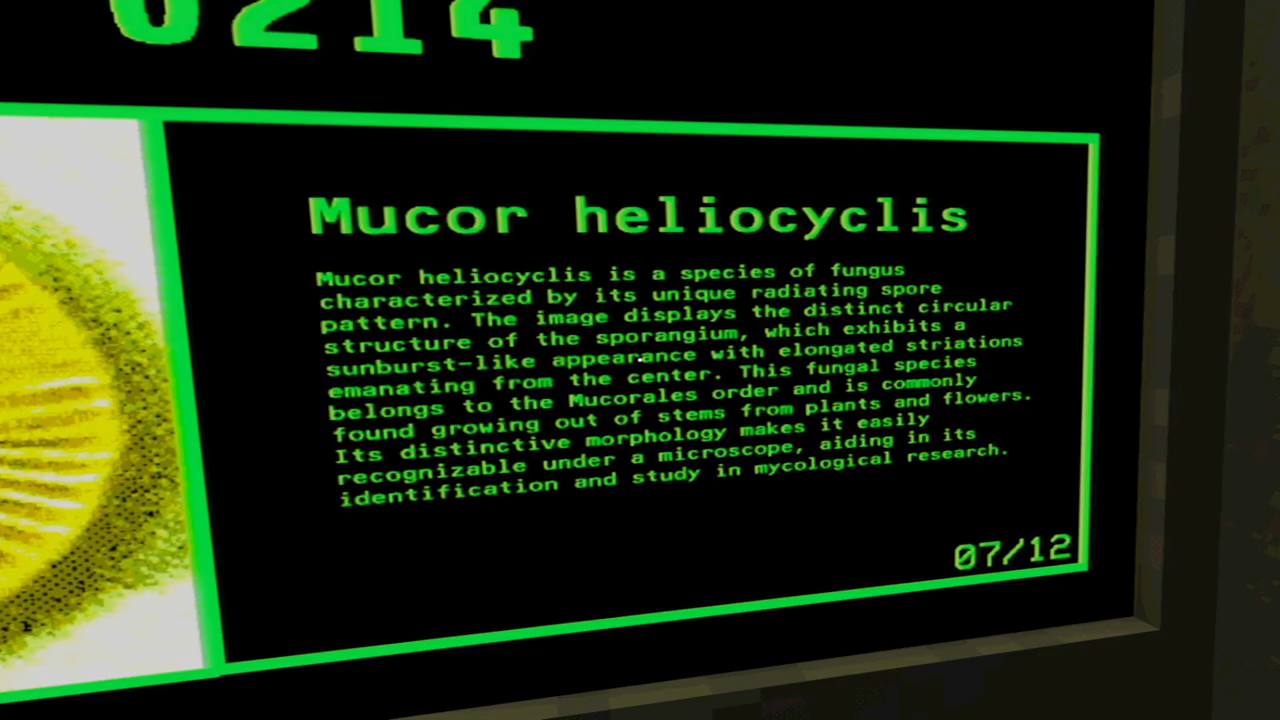 0214
Mucor heliocyclis
Mucor heliocyclis is a species of fungus
characterized by its unique radiating spore
pattern. The image displays the distinct circular
structure of the sporangium, which exhibits a
sunburst-like appearance with elongated striations
emanating from the center. This fungal species
belongs to the Mucorales order and is commonly
found growing out of stems from plants and flowers.
Its distinctive morphology makes it easily
recognizable under a microscope, aiding in its
identification and study in mycological research.
07/12